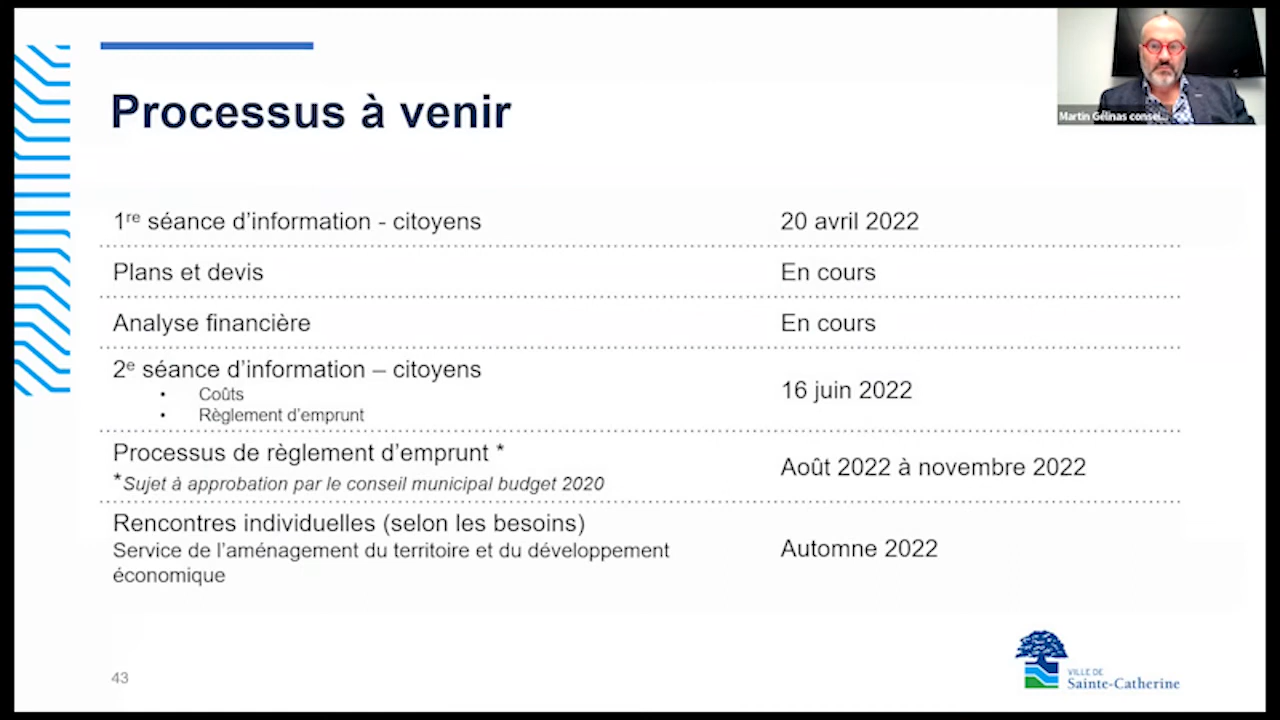 Processus à venir
Martin Gélinas consei...
1re séance d'information - citoyens 20 avril 2022
Plans et devis En cours
Analyse financière En cours
2e séance d'information – citoyens
• Coûts
• Règlement d'emprunt
16 juin 2022
Processus de règlement d'emprunt *
*Sujet à approbation par le conseil municipal budget 2020
Août 2022 à novembre 2022
Rencontres individuelles (selon les besoins)
Service de l'aménagement du territoire et du développement
économique
Automne 2022
43
VILLE DE
Sainte-Catherine